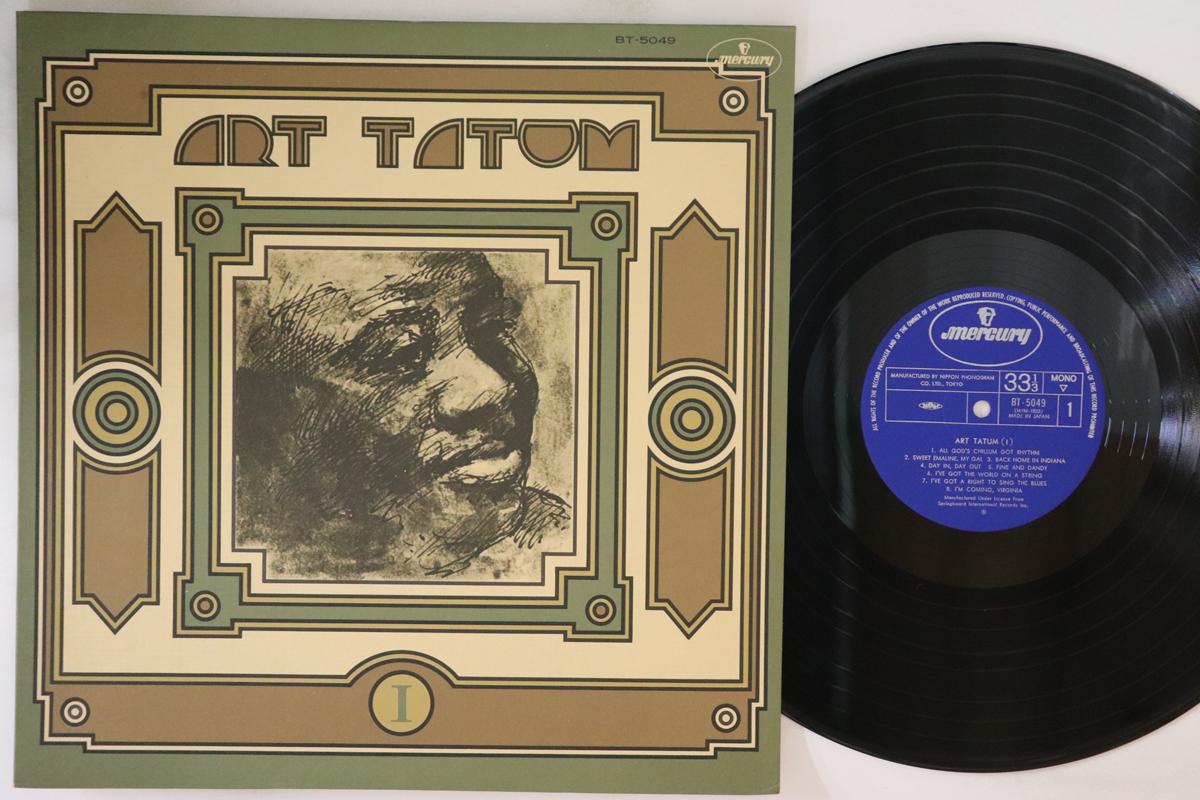 BT-5049
mercury
ART TATUM
I
ALL RIGHTS OF THE RECORD PRODUCER AND OF THE OWNER OF THE WORK REPRODUCED RESERVED. COPYING, PUBLIC PERFORMANCE AND BROADCASTING OF THIS RECORD PROHIBITED
mercury
MANUFACTURED BY NIPPON PHONOGRAM
CO. LTD., TOKYO
33⅓
MONO
▽
BT-5049
MADE IN JAPAN
1
ART TATUM (I)
1. ALL GOD'S CHILLUM GOT RHYTHM
2. SWEET EMALINE, MY GAL 3. BACK HOME IN INDIANA
4. DAY IN, DAY OUT 5. FINE AND DANDY
6. I'VE GOT THE WORLD ON A STRING
7. I'VE GOT A RIGHT TO SING THE BLUES
8. I'M COMING, VIRGINIA
Manufactured Under License From
Springboard International Records Inc.
Ⓟ